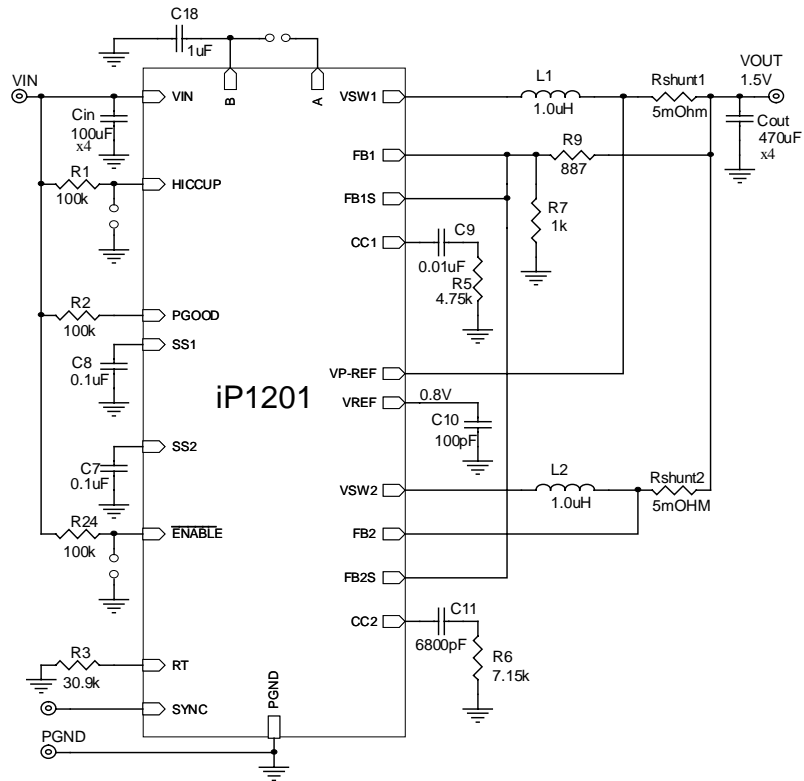 C18
1uF
VIN
VIN
B
A
VSW1
L1
1.0uH
Rshunt1
5mOhm
VOUT
1.5V
Cin
100uF
x4
Cout
470uF
x4
R1
100k
HICCUP
FB1
R9
887
FB1S
R7
1k
CC1
C9
0.01uF
R5
4.75k
R2
100k
PGOOD
SS1
C8
0.1uF
iP1201
VP-REF
VREF
0.8V
C10
100pF
SS2
C7
0.1uF
VSW2
L2
1.0uH
Rshunt2
5mOHM
R24
100k
ENABLE
FB2
FB2S
CC2
C11
6800pF
R6
7.15k
R3
30.9k
RT
SYNC
PGND
PGND